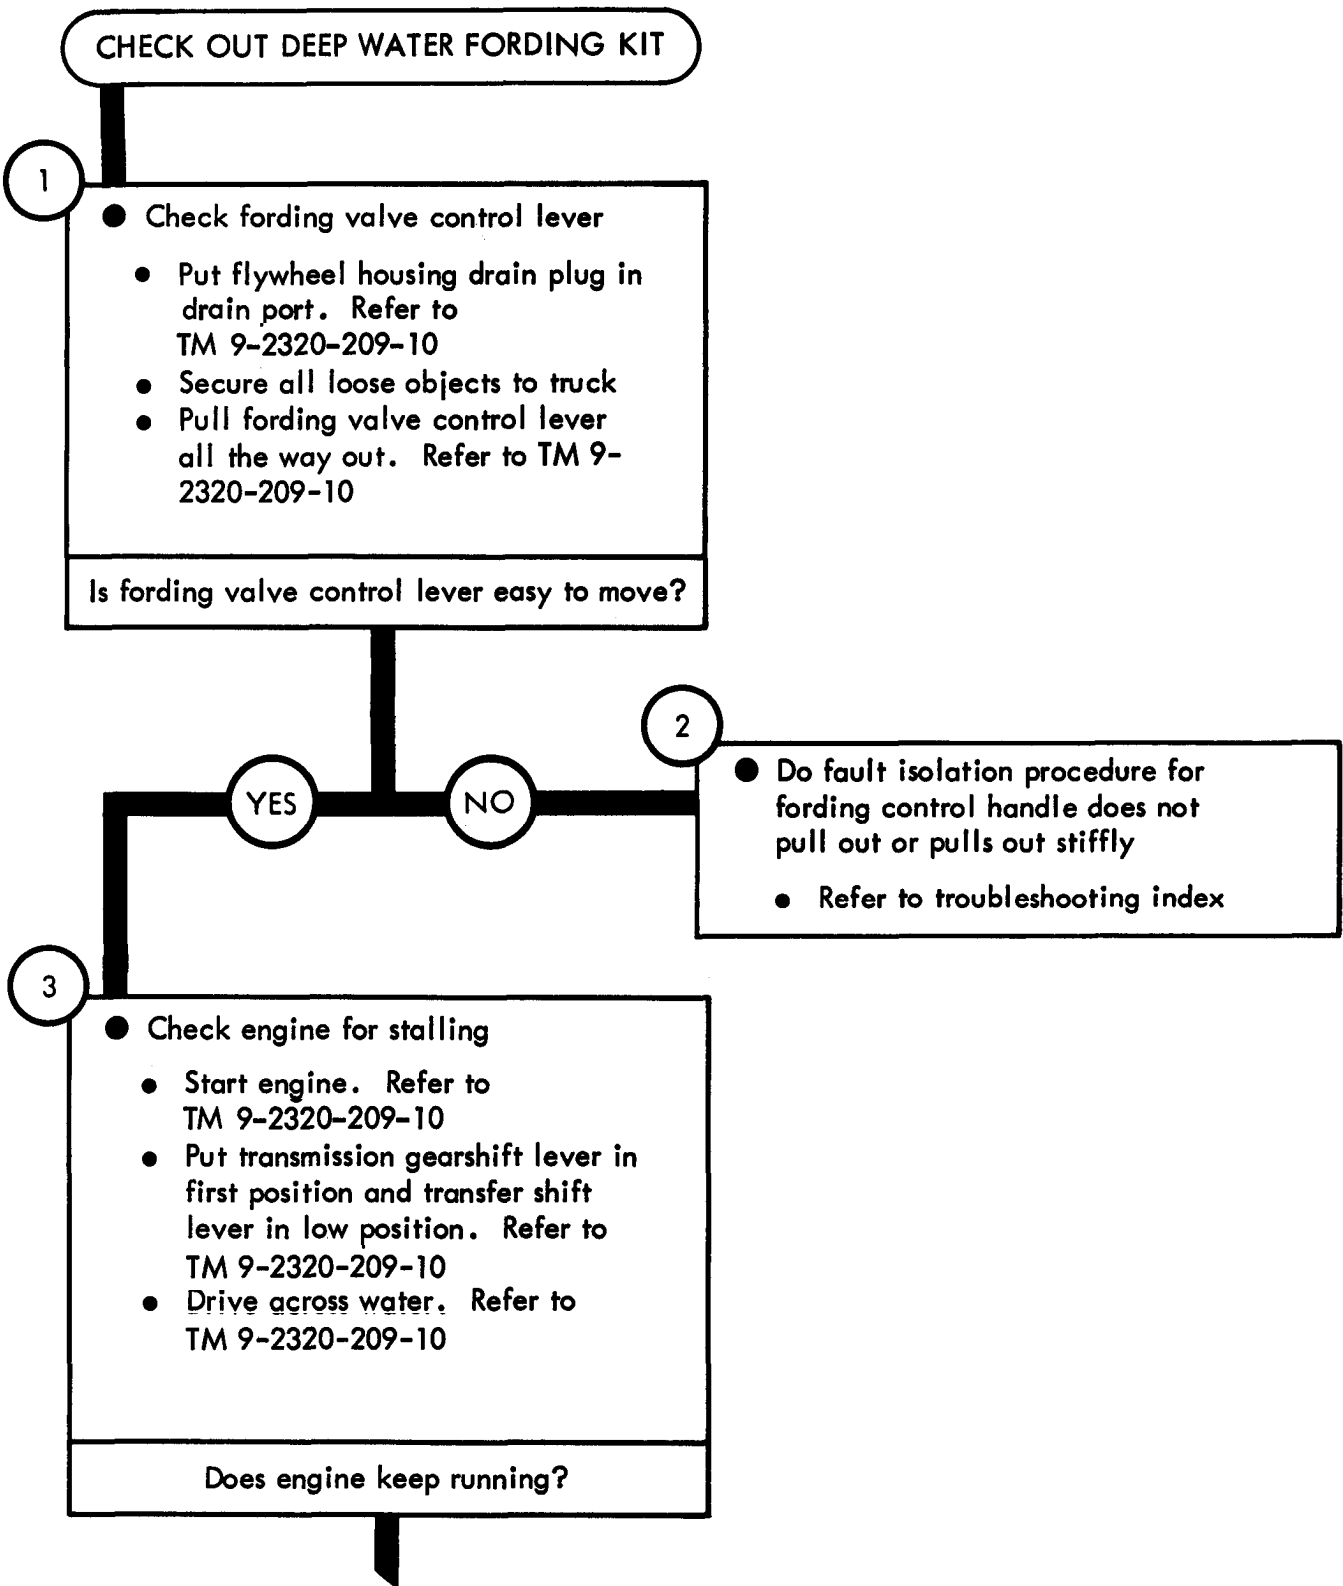 CHECK OUT DEEP WATER FORDING KIT
1
● Check fording valve control lever
● Put flywheel housing drain plug in
drain port. Refer to
TM 9-2320-209-10
● Secure all loose objects to truck
● Pull fording valve control lever
all the way out. Refer to TM 9-
2320-209-10
Is fording valve control lever easy to move?
YES
NO
2
● Do fault isolation procedure for
fording control handle does not
pull out or pulls out stiffly
● Refer to troubleshooting index
3
● Check engine for stalling
● Start engine. Refer to
TM 9-2320-209-10
● Put transmission gearshift lever in
first position and transfer shift
lever in low position. Refer to
TM 9-2320-209-10
● Drive across water. Refer to
TM 9-2320-209-10
Does engine keep running?